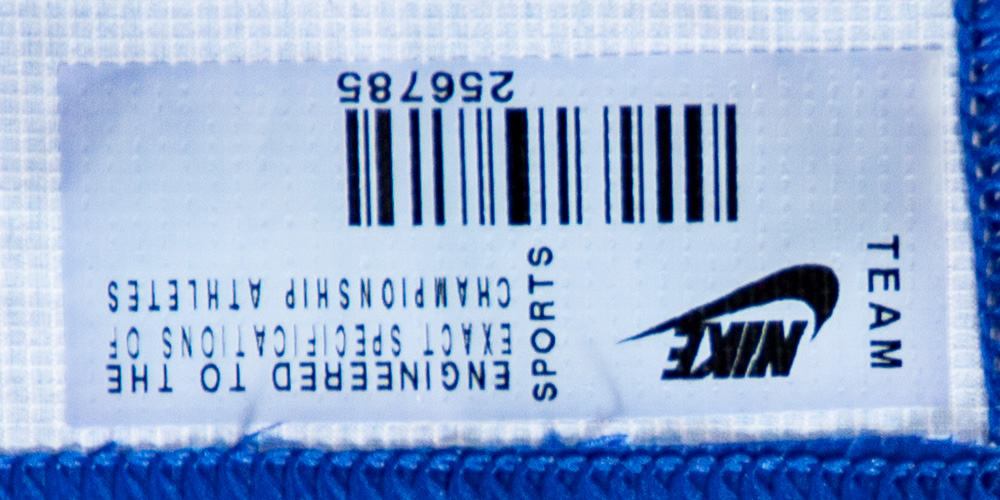 TEAM
NIKE
SPORTS
ENGINEERED TO THE
EXACT SPECIFICATIONS OF
CHAMPIONSHIP ATHLETES
256785